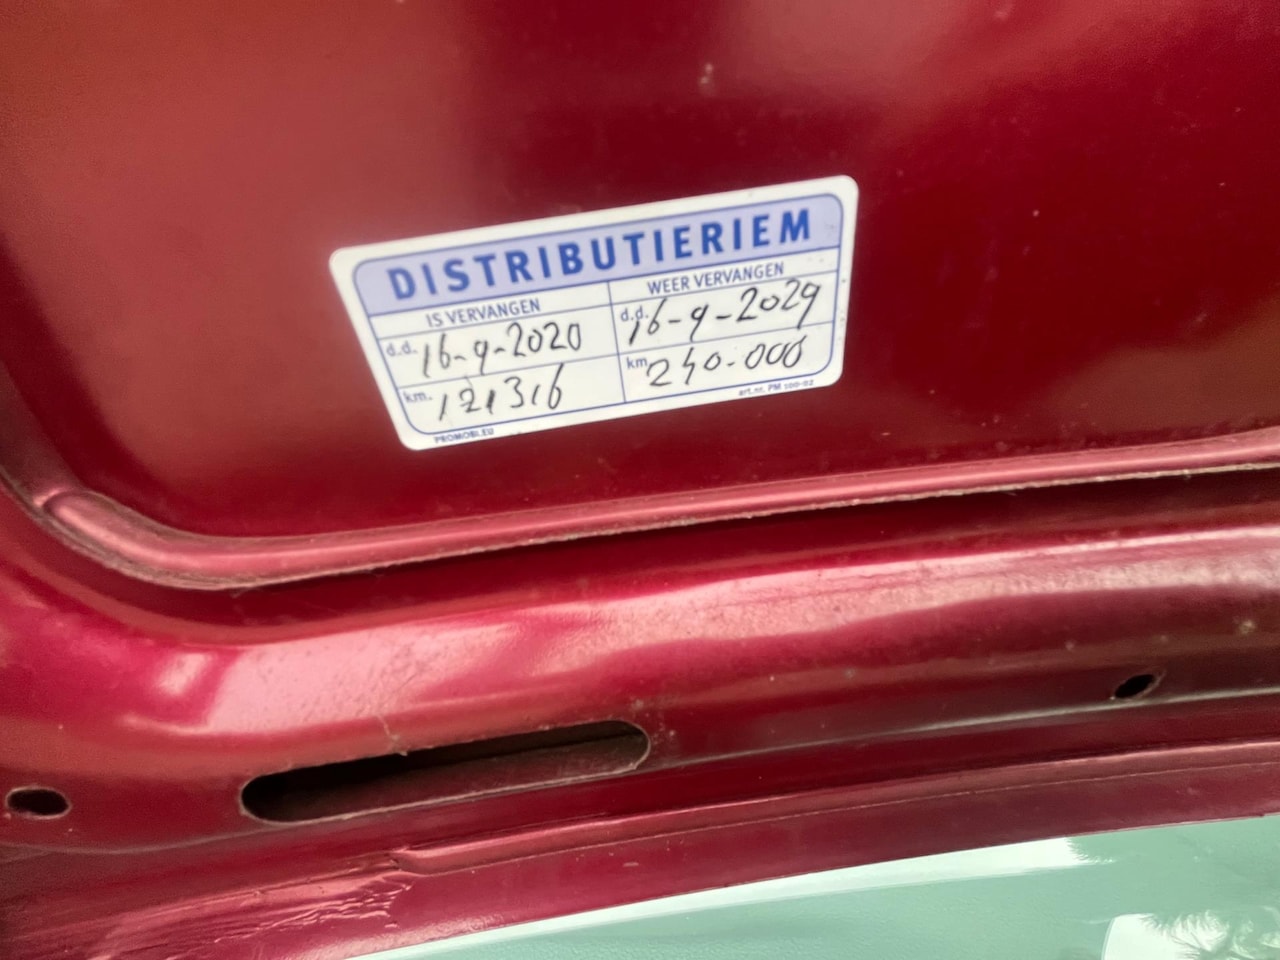 DISTRIBUTIERIEM
IS VERVANGEN WEER VERVANGEN
d.d. 16-9-2020 d.d. 16-9-2029
km. 121316 km 240.000
PROMOBI.EU art.nr. PM 100-02